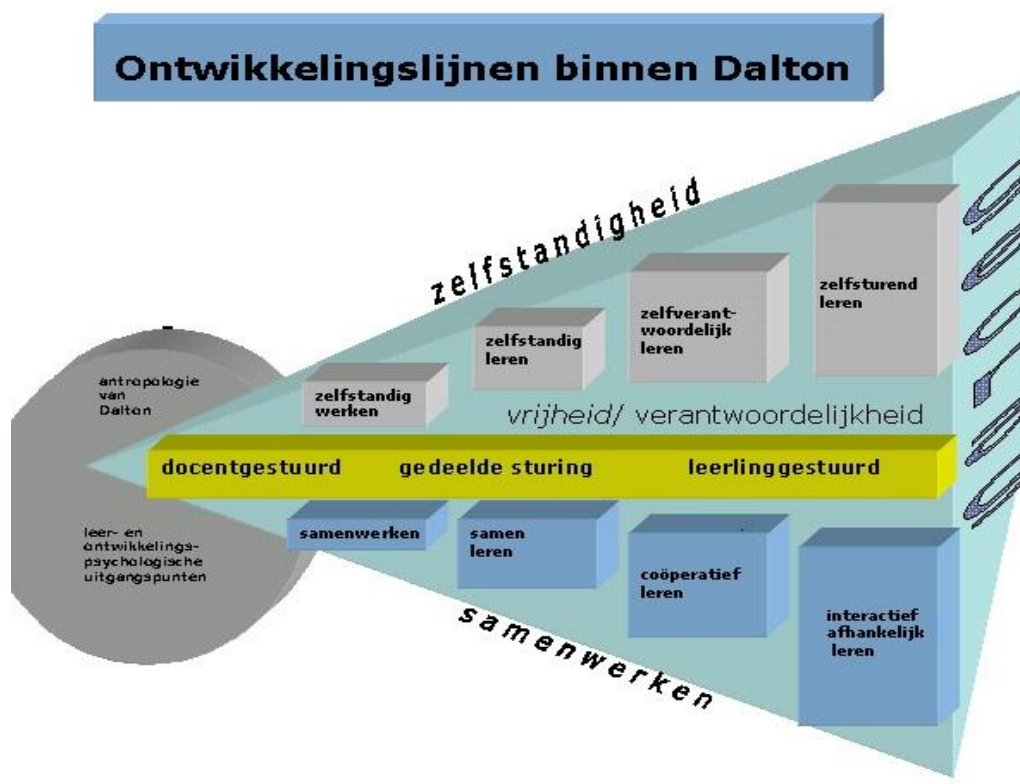 Ontwikkelingslijnen binnen Dalton
zelfstandigheid
antropologie
van
Dalton
zelfstandig
werken
zelfstandig
leren
zelfverant-
woordelijk
leren
zelfsturend
leren
vrijheid/ verantwoordelijkheid
docentgestuurd gedeelde sturing leerlinggestuurd
leer- en
ontwikkelings-
psychologische
uitgangspunten
samenwerken
samen
leren
coöperatief
leren
interactief
afhankelijk
leren
samenwerken